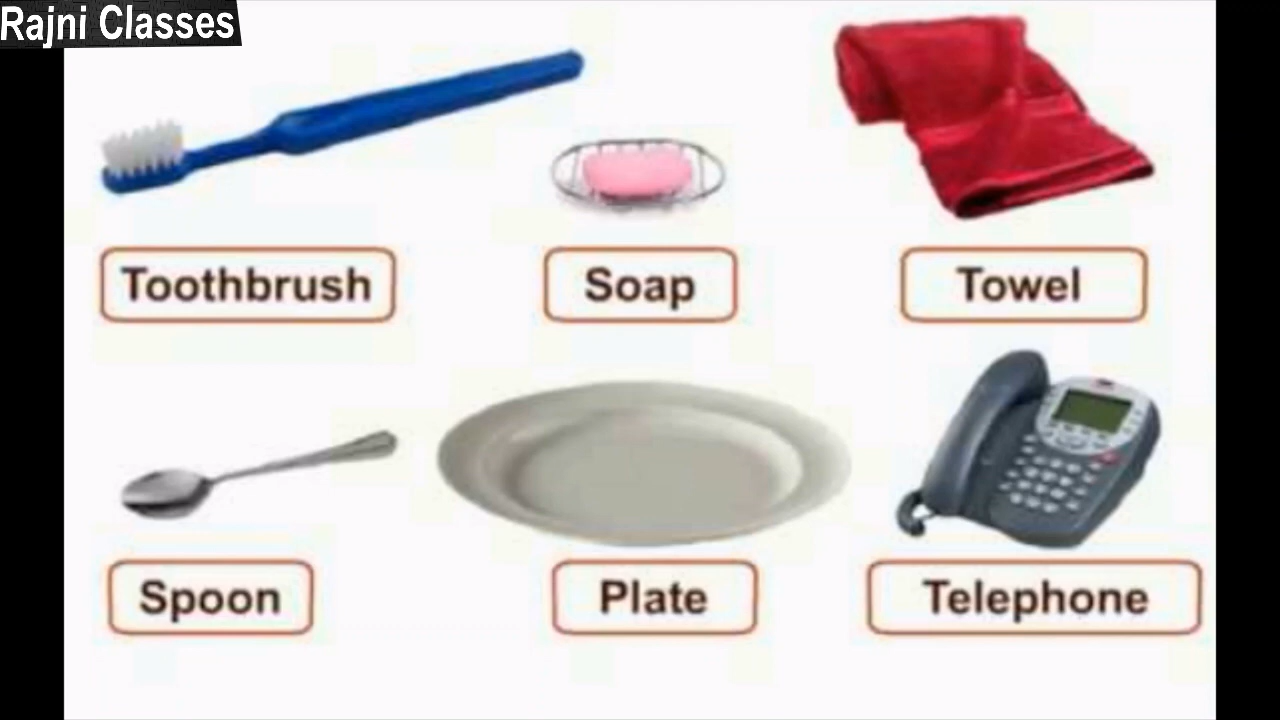 Rajni Classes
Toothbrush
Soap
Towel
Spoon
Plate
Telephone